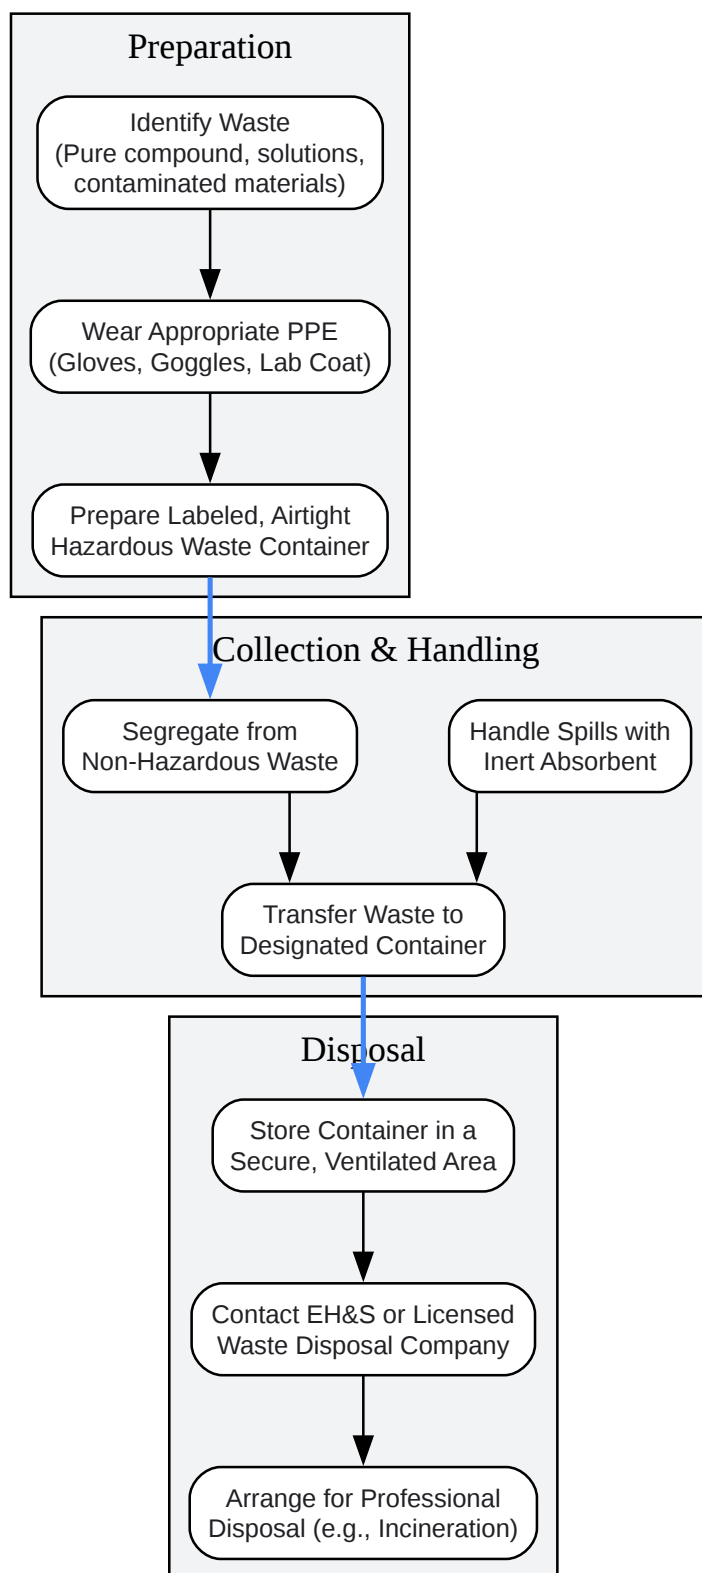 Preparation
Identify Waste
(Pure compound, solutions,
contaminated materials)
Wear Appropriate PPE
(Gloves, Goggles, Lab Coat)
Prepare Labeled, Airtight
Hazardous Waste Container
Collection & Handling
Segregate from
Non-Hazardous Waste
Handle Spills with
Inert Absorbent
Transfer Waste to
Designated Container
Disposal
Store Container in a
Secure, Ventilated Area
Contact EH&S or Licensed
Waste Disposal Company
Arrange for Professional
Disposal (e.g., Incineration)